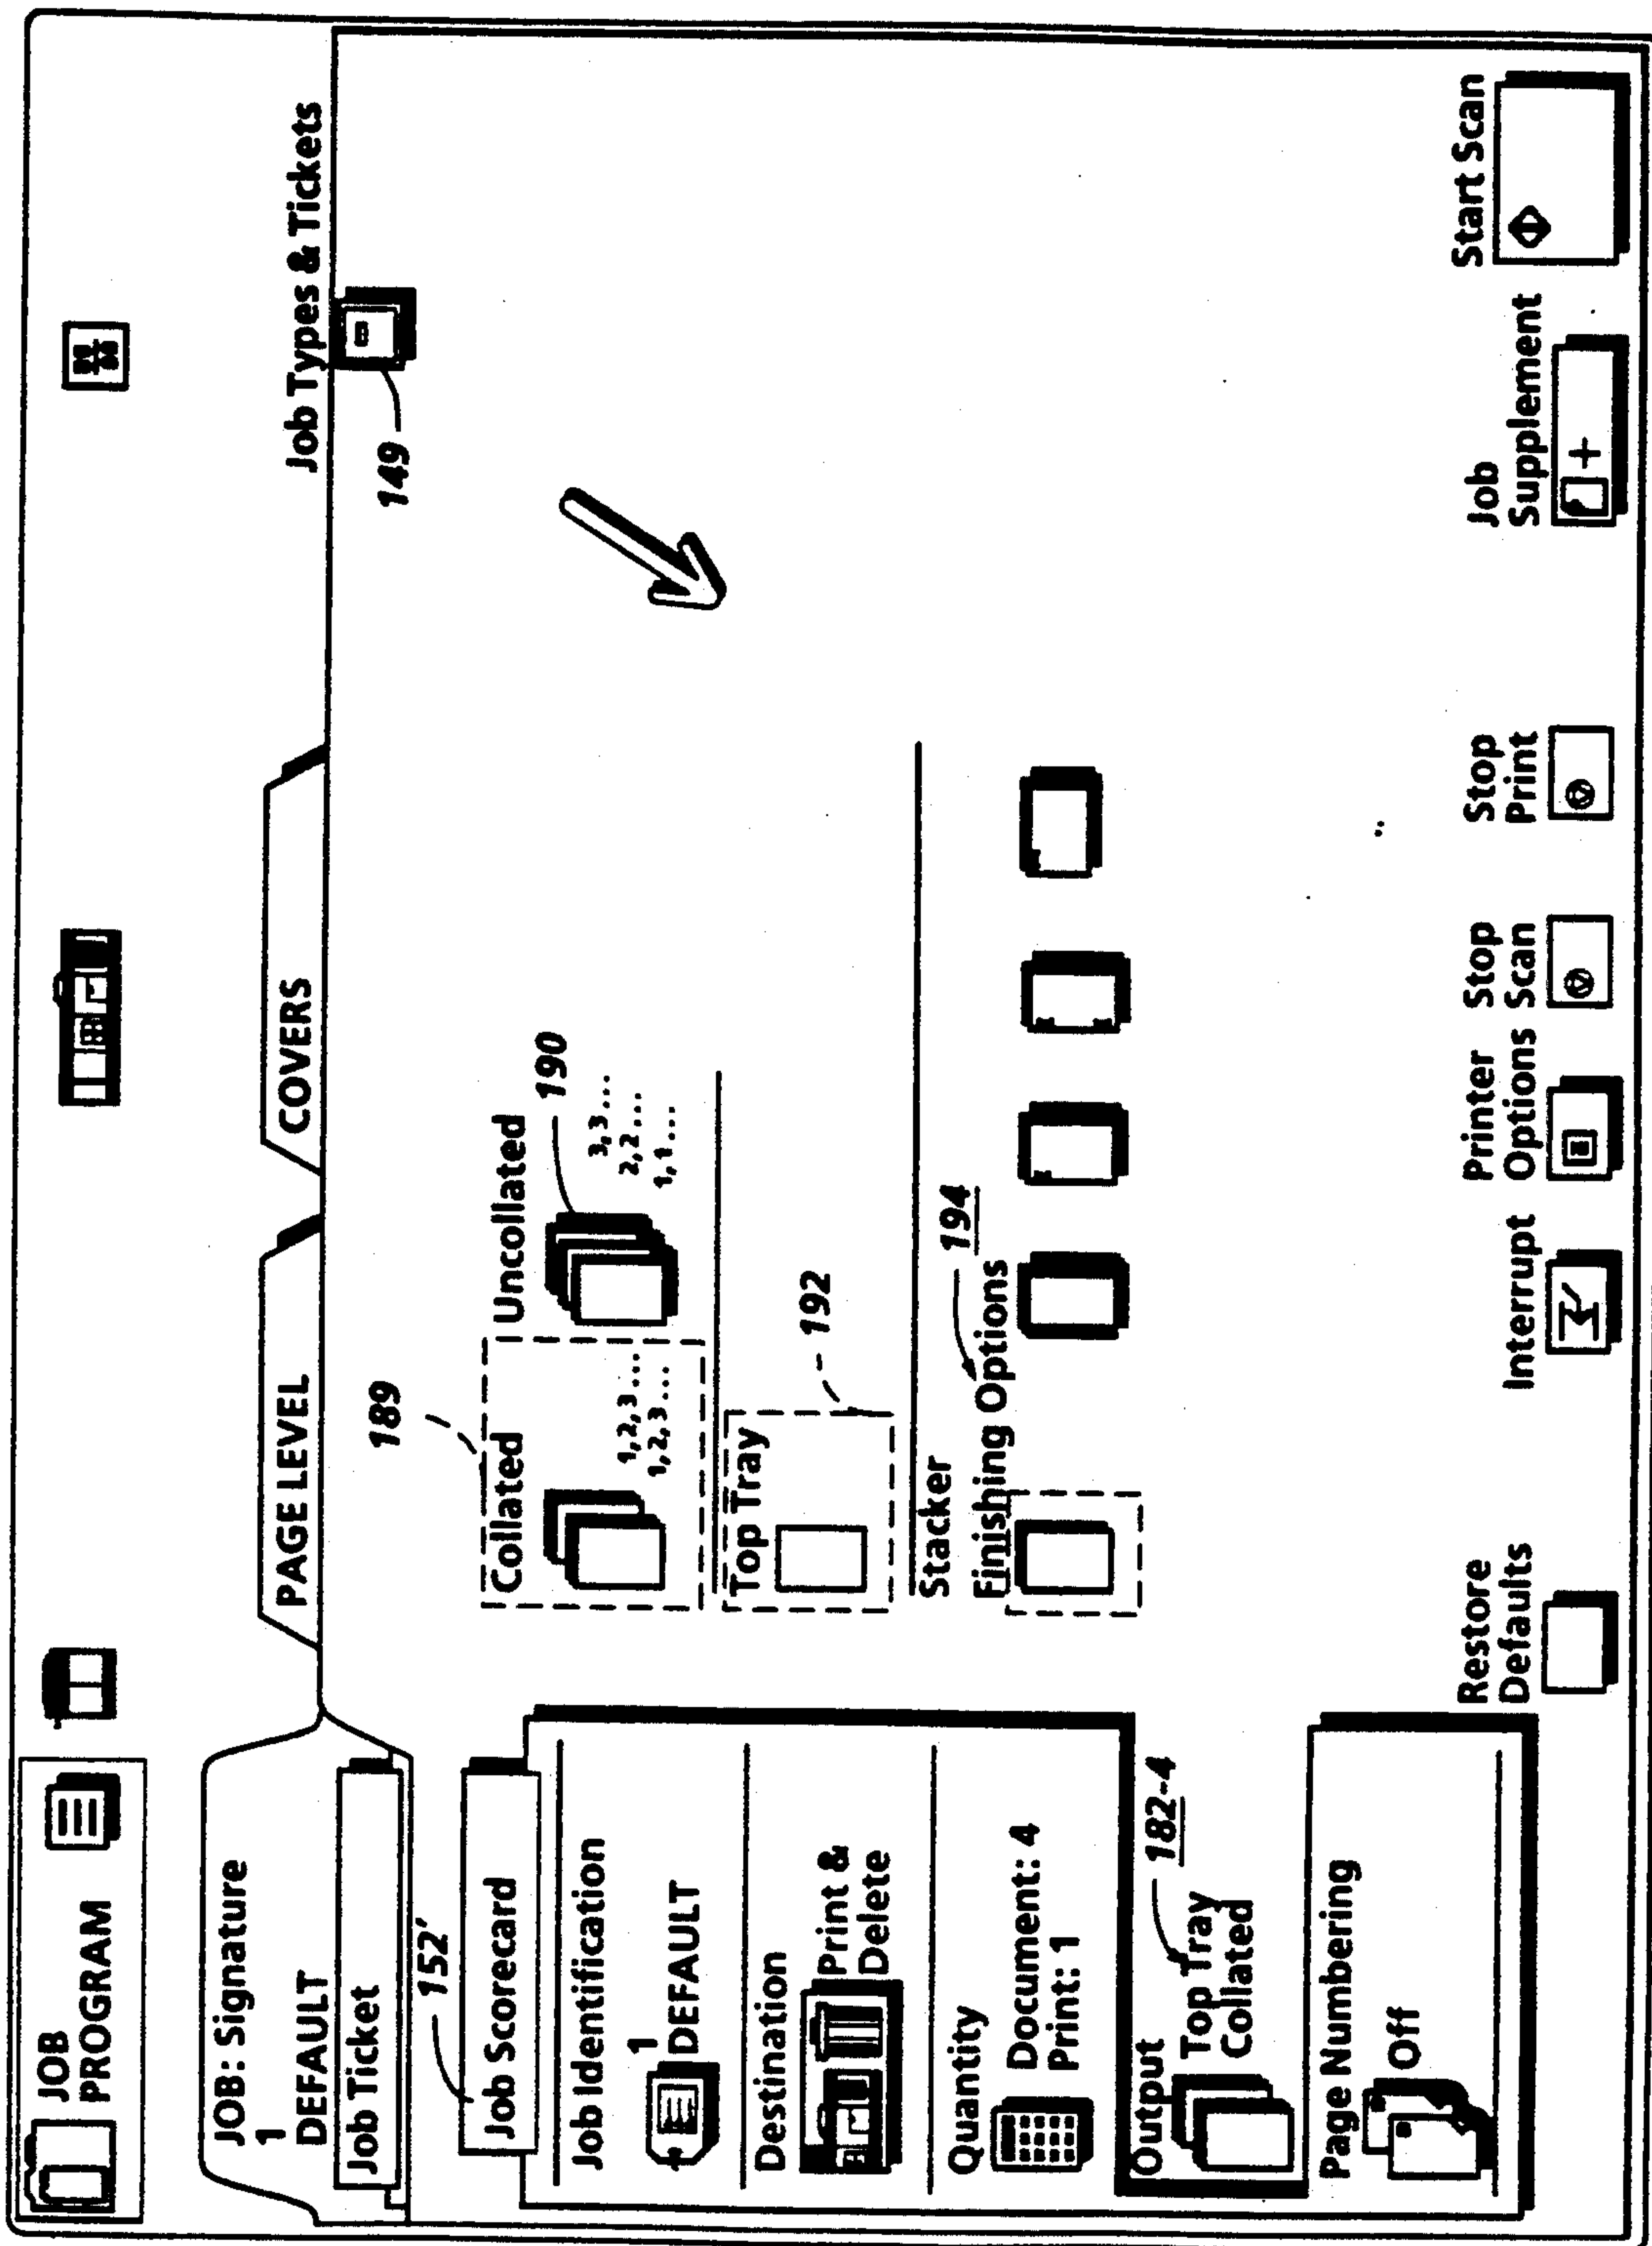 JOB
PROGRAM
JOB: Signature
1
DEFAULT
PAGE LEVEL
COVERS
Job Types & Tickets
149
Job Ticket
152'
Job Scorecard
Job Identification
1
DEFAULT
Destination
Print &
Delete
Quantity
Document: 4
Print: 1
Output
182-4
Top Tray
Collated
Page Numbering
Off
189
Collated
1,2,3...
1,2,3...
Uncollated
190
3,3...
2,2...
1,1...
Top Tray
192
Stacker
Finishing Options
194
Restore
Defaults
Interrupt
Printer
Options
Stop
Scan
Stop
Print
Job
Supplement
+
Start Scan